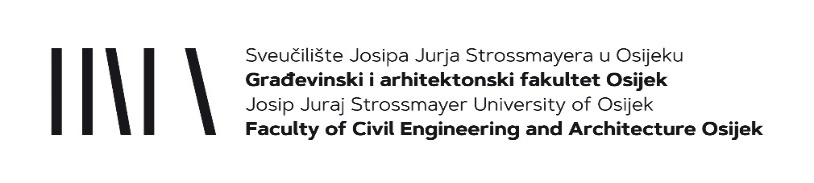 Sveučilište Josipa Jurja Strossmayera u Osijeku
Građevinski i arhitektonski fakultet Osijek
Josip Juraj Strossmayer University of Osijek
Faculty of Civil Engineering and Architecture Osijek